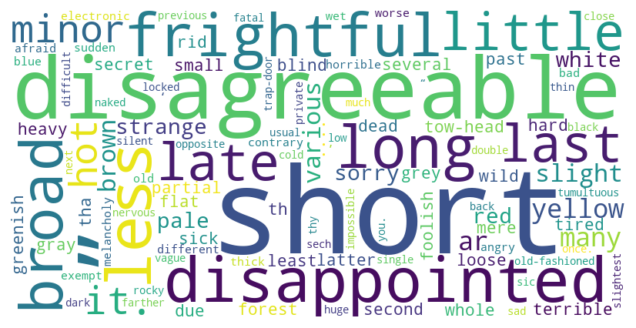 electronic previous fatal wet worse close
minor frightful little
afraid sudden rid horrible bad thin
blue difficult secret small trap-door blind several past white
disagreeable
naked locked private much
heavy strange various dead tow-head hard black
greenish broad next hot silent usual opposite contrary low double
tha brown late cold long last
less partial sorry grey wild slight tumultuous
„ melancholy old flat th thy impossible foolish back red yellow
short
gray nervous pale sick sech you. mere tired
different ar angry old-fashioned many
it. vague thick least latter single loose sic once
exempt rocky disappointed slightest
dark farther due forest huge second whole sad terrible